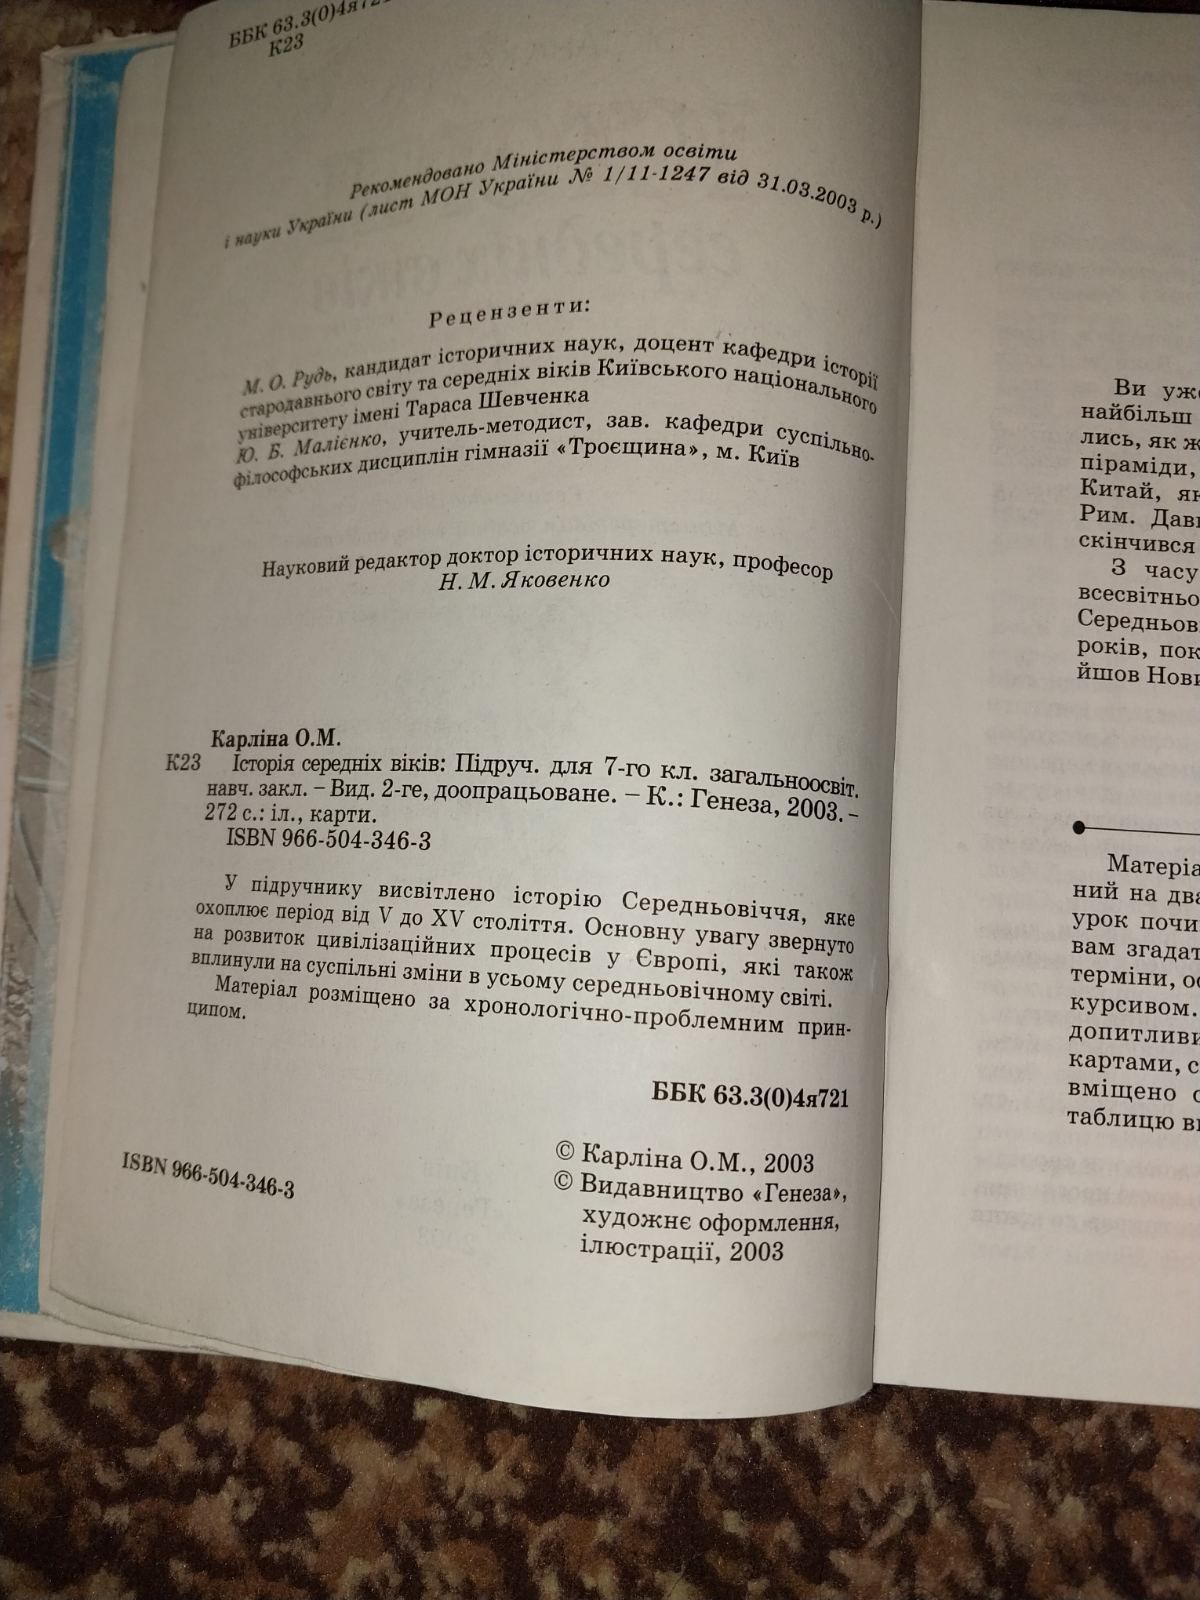 ББК 63.3(0)4я721
К23
Рекомендовано Міністерством освіти
і науки України (лист МОН України № 1/11-1247 від 31.03.2003 р.)
Рецензенти:
М. О. Рудь, кандидат історичних наук, доцент кафедри історії
стародавнього світу та середніх віків Київського національного
університету імені Тараса Шевченка
Ю. Б. Малієнко, учитель-методист, зав. кафедри суспільно-
філософських дисциплін гімназії «Троєщина», м. Київ
Науковий редактор доктор історичних наук, професор
Н. М. Яковенко
Карліна О.М.
К23 Історія середніх віків: Підруч. для 7-го кл. загальноосвіт.
навч. закл. – Вид. 2-ге, доопрацьоване. – К.: Генеза, 2003. –
272 с.: іл., карти.
ISBN 966-504-346-3
У підручнику висвітлено історію Середньовіччя, яке
охоплює період від V до XV століття. Основну увагу звернуто
на розвиток цивілізаційних процесів у Європі, які також
вплинули на суспільні зміни в усьому середньовічному світі.
Матеріал розміщено за хронологічно-проблемним прин-
ципом.
ББК 63.3(0)4я721
© Карліна О.М., 2003
© Видавництво «Генеза»,
художнє оформлення,
ілюстрації, 2003
ISBN 966-504-346-3
Ви уже
найбільш
лись, як ж
піраміди,
Китай, як
Рим. Давн
скінчився
З часу
всесвітньо
Середньов
років, пок
йшов Нови
Матеріа
ний на два
урок почи
вам згадат
терміни, ос
курсивом.
допитливи
картами, с
вміщено с
таблицю ви